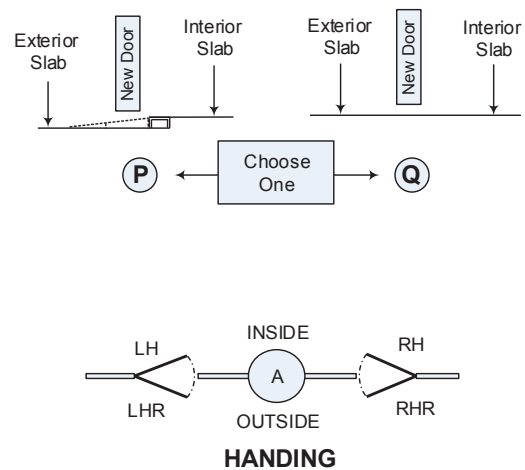 Exterior
Slab
New Door
Interior
Slab
Exterior
Slab
New Door
Interior
Slab
P
Choose
One
Q
INSIDE
LH
RH
A
LHR
RHR
OUTSIDE
HANDING